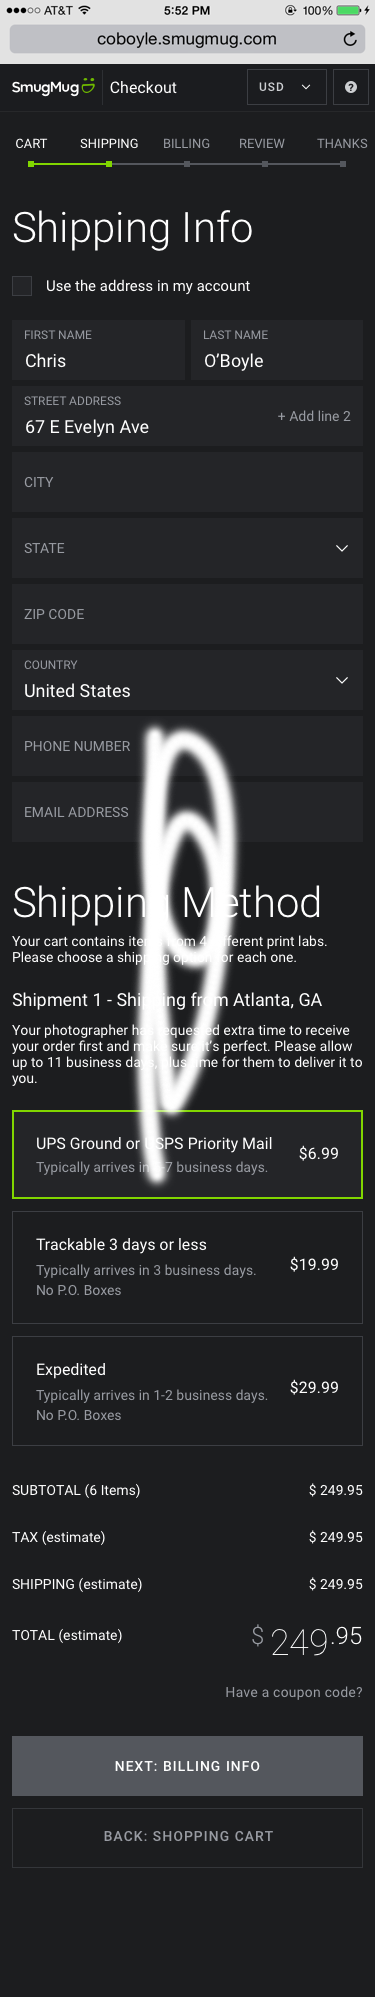 AT&T 5:52 PM 100%
coboyle.smugmug.com
SmugMug Checkout USD ?
CART SHIPPING BILLING REVIEW THANKS
Shipping Info
Use the address in my account
FIRST NAME LAST NAME
Chris O'Boyle
STREET ADDRESS
67 E Evelyn Ave + Add line 2
CITY
STATE
ZIP CODE
COUNTRY
United States
PHONE NUMBER
EMAIL ADDRESS
Shipping Method
Your cart contains items from 4 different print labs.
Please choose a shipping option for each one.
Shipment 1 - Shipping from Atlanta, GA
Your photographer has requested extra time to receive
your order first and make sure it's perfect. Please allow
up to 11 business days, plus time for them to deliver it to
you.
UPS Ground or USPS Priority Mail $6.99
Typically arrives in -7 business days.
Trackable 3 days or less $19.99
Typically arrives in 3 business days.
No P.O. Boxes
Expedited $29.99
Typically arrives in 1-2 business days.
No P.O. Boxes
SUBTOTAL (6 Items) $ 249.95
TAX (estimate) $ 249.95
SHIPPING (estimate) $ 249.95
TOTAL (estimate) $ 249.95
Have a coupon code?
NEXT: BILLING INFO
BACK: SHOPPING CART